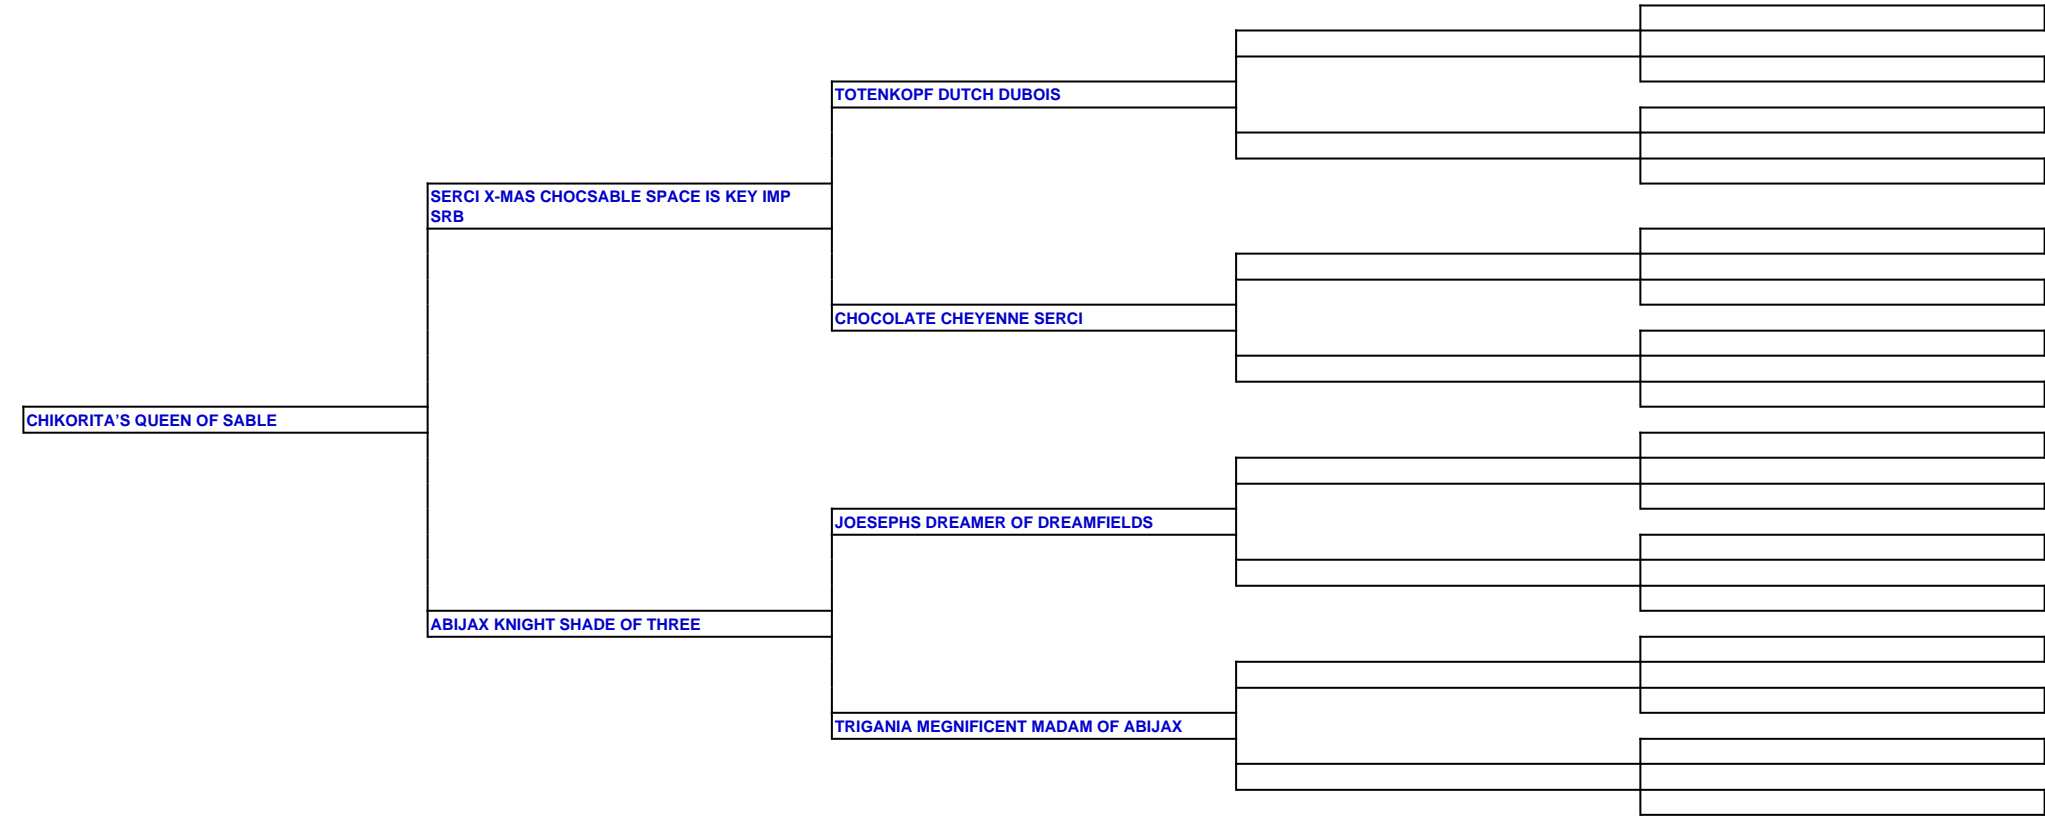 TOTENKOPF DUTCH DUBOIS
SERCI X-MAS CHOCSABLE SPACE IS KEY IMP
SRB
CHOCOLATE CHEYENNE SERCI
CHIKORITA’S QUEEN OF SABLE
JOESEPHS DREAMER OF DREAMFIELDS
ABIJAX KNIGHT SHADE OF THREE
TRIGANIA MEGNIFICENT MADAM OF ABIJAX